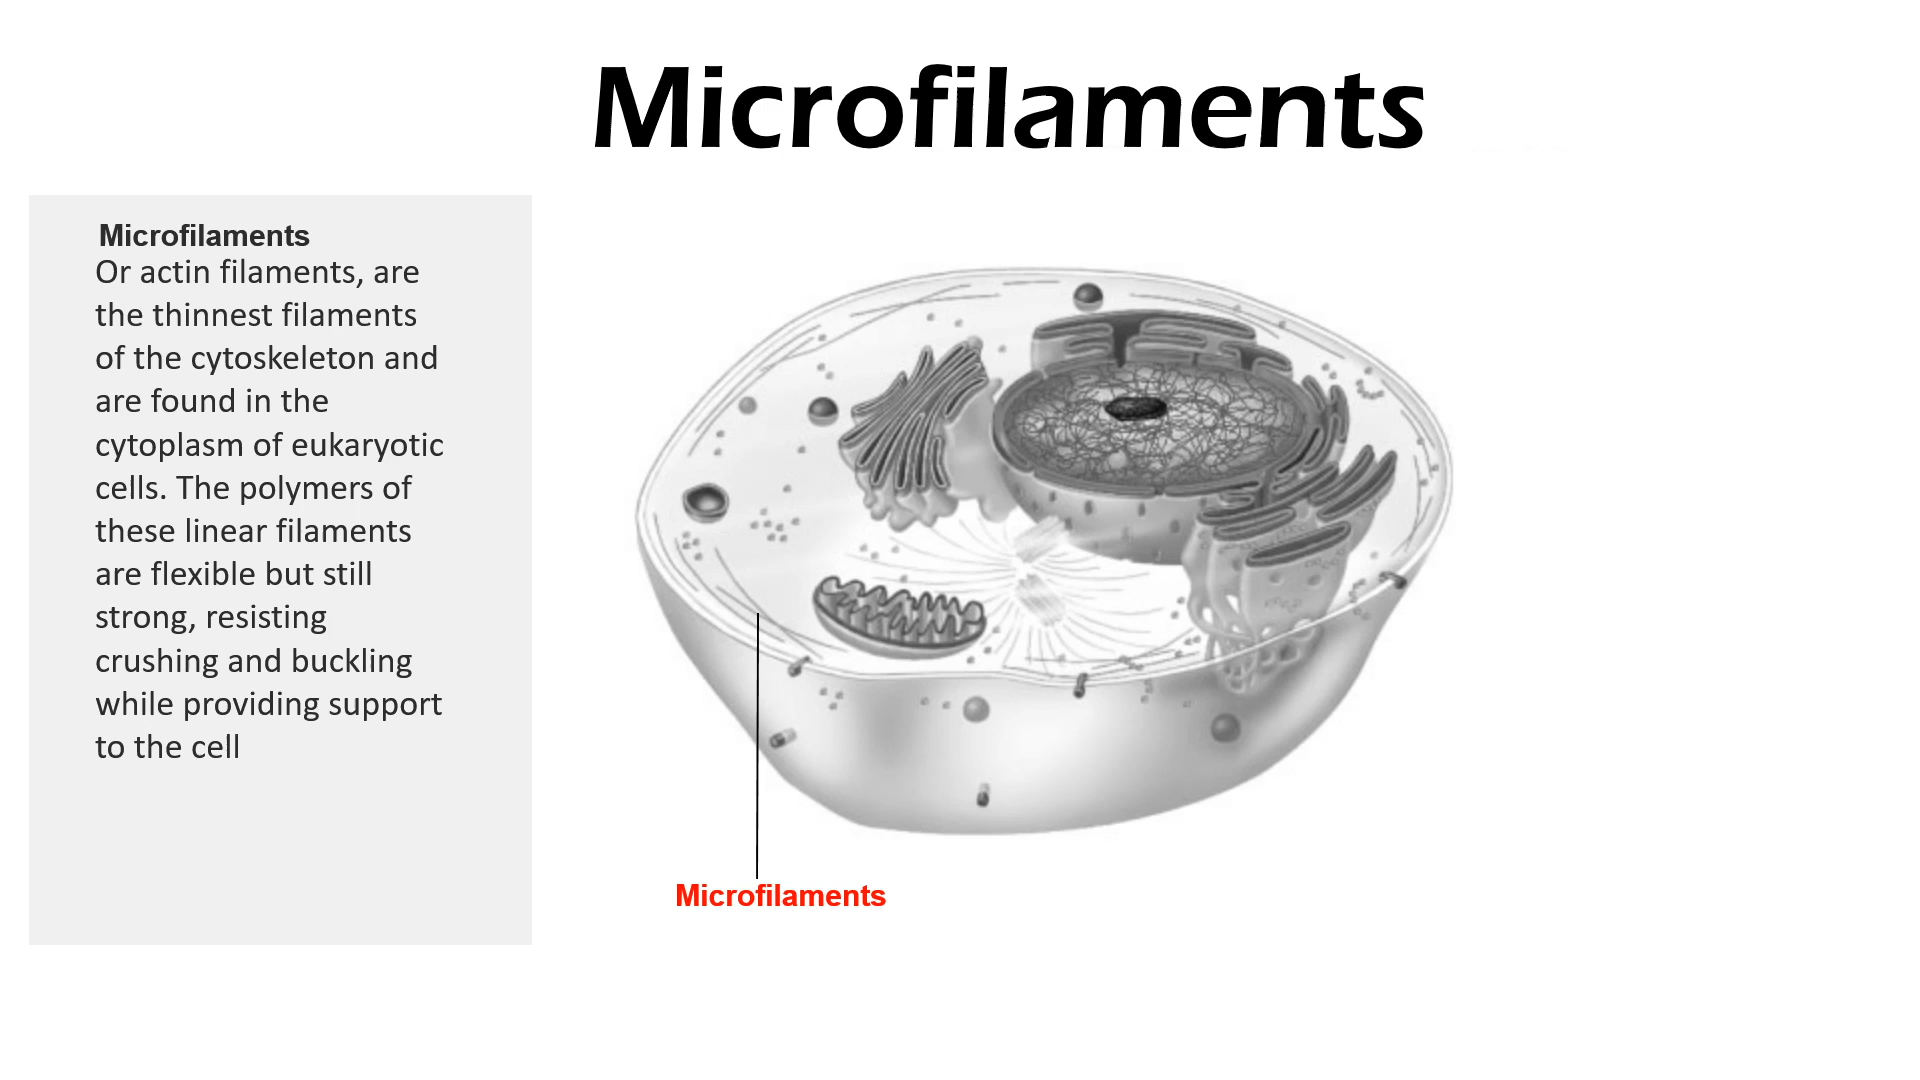 Microfilaments
Microfilaments
Or actin filaments, are
the thinnest filaments
of the cytoskeleton and
are found in the
cytoplasm of eukaryotic
cells. The polymers of
these linear filaments
are flexible but still
strong, resisting
crushing and buckling
while providing support
to the cell
Microfilaments